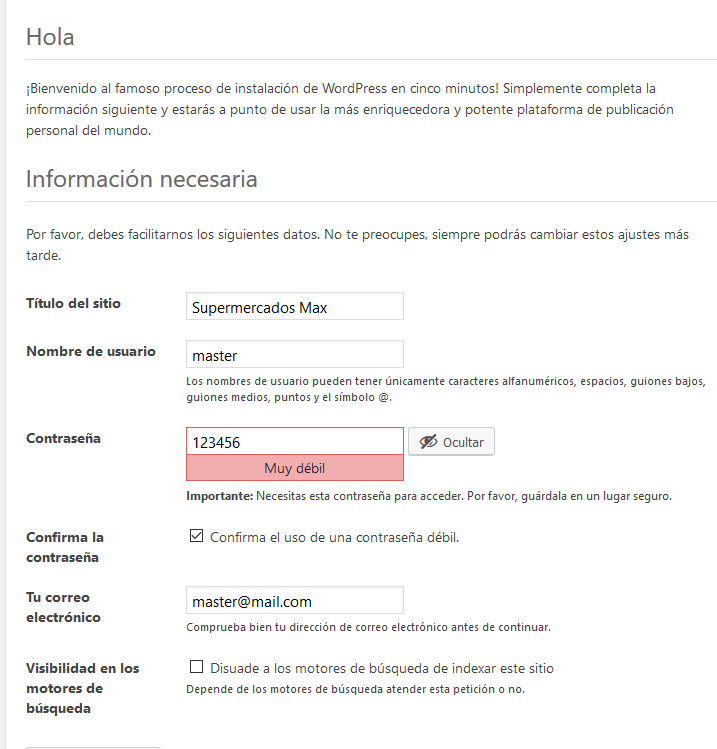 Hola
¡Bienvenido al famoso proceso de instalación de WordPress en cinco minutos! Simplemente completa la
información siguiente y estarás a punto de usar la más enriquecedora y potente plataforma de publicación
personal del mundo.
Información necesaria
Por favor, debes facilitarnos los siguientes datos. No te preocupes, siempre podrás cambiar estos ajustes más
tarde.
Título del sitio
Supermercados Max
Nombre de usuario
master
Los nombres de usuario pueden tener únicamente caracteres alfanuméricos, espacios, guiones bajos,
guiones medios, puntos y el símbolo @.
Contraseña
123456
Ocultar
Muy débil
Importante: Necesitas esta contraseña para acceder. Por favor, guárdala en un lugar seguro.
Confirma la
contraseña
Confirma el uso de una contraseña débil.
Tu correo
electrónico
master@mail.com
Comprueba bien tu dirección de correo electrónico antes de continuar.
Visibilidad en los
motores de
búsqueda
Disuade a los motores de búsqueda de indexar este sitio
Depende de los motores de búsqueda atender esta petición o no.